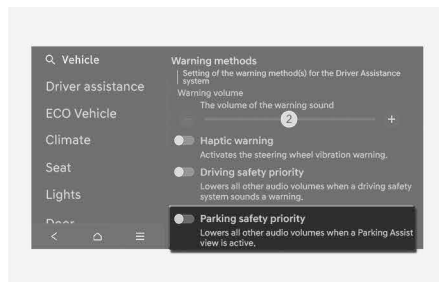 Vehicle
Driver assistance
ECO Vehicle
Climate
Seat
Lights
Door
Warning methods
Setting of the warning method(s) for the Driver Assistance
system
Warning volume
The volume of the warning sound
2
+
Haptic warning
Activates the steering wheel vibration warning.
Driving safety priority
Lowers all other audio volumes when a driving safety
system sounds a warning.
Parking safety priority
Lowers all other audio volumes when a Parking Assist
view is active.